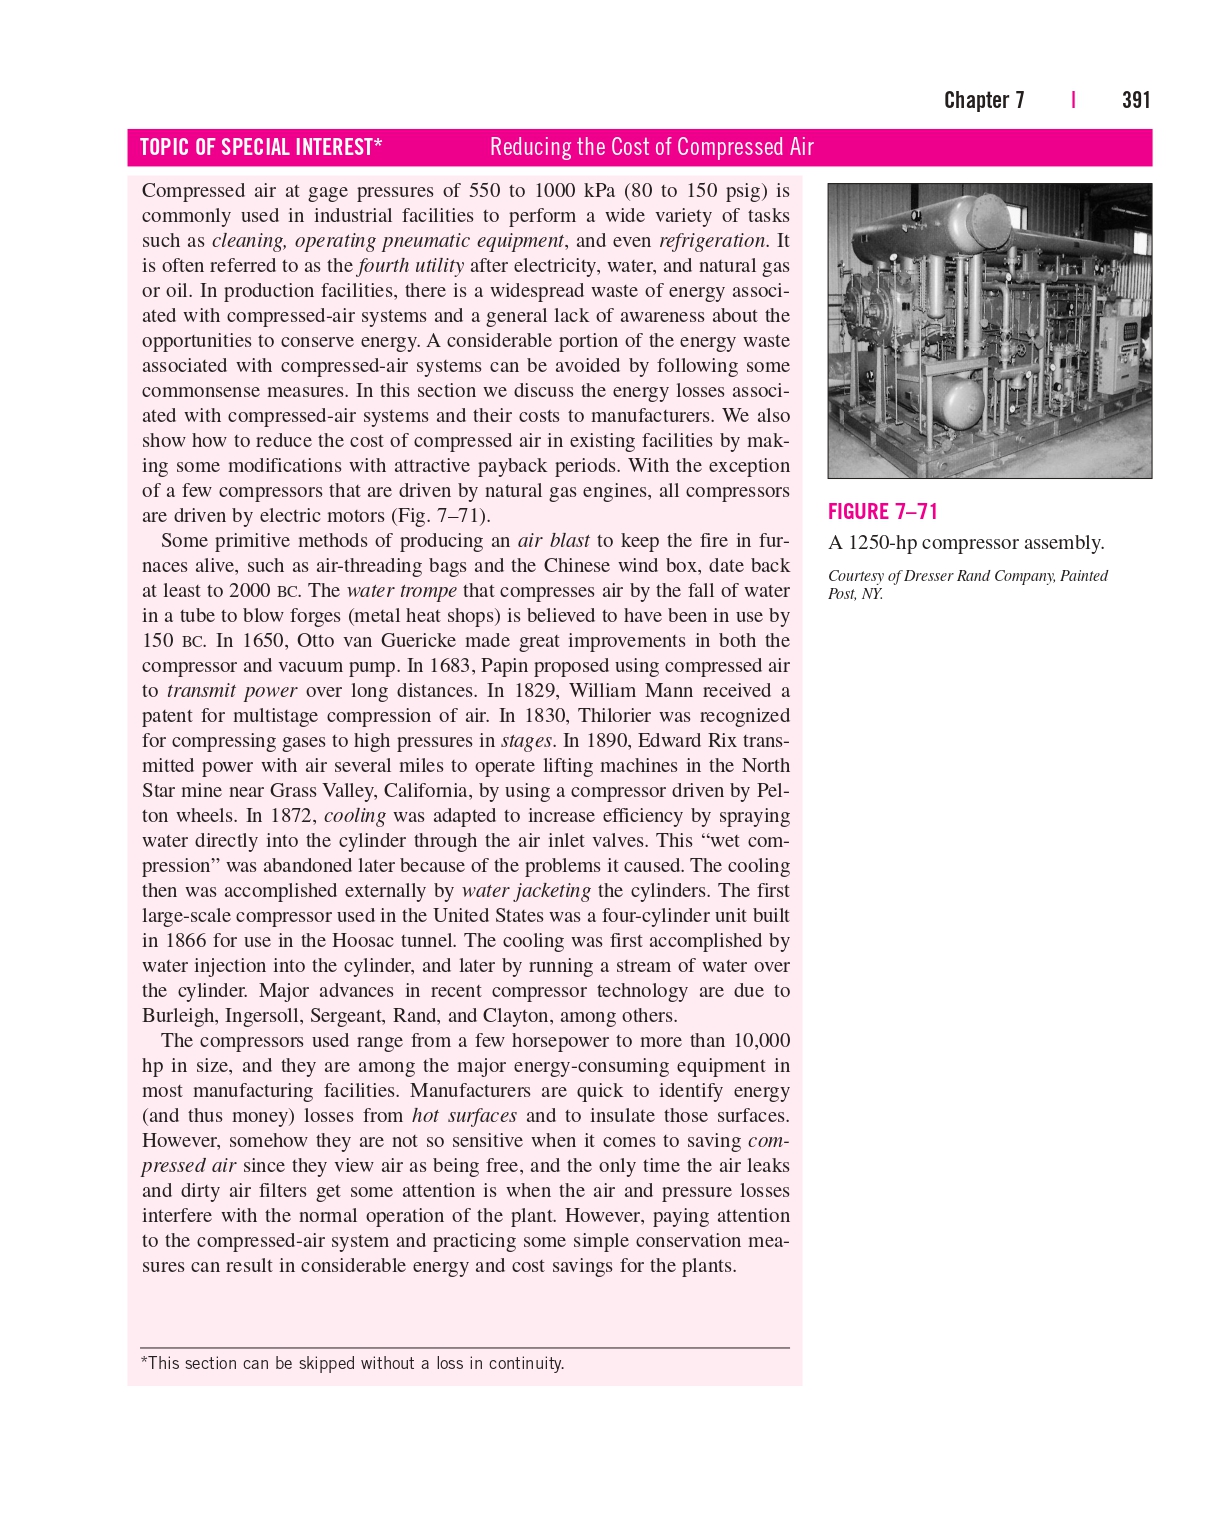 Chapter 7 | 391
TOPIC OF SPECIAL INTEREST* Reducing the Cost of Compressed Air
Compressed air at gage pressures of 550 to 1000 kPa (80 to 150 psig) is
commonly used in industrial facilities to perform a wide variety of tasks
such as cleaning, operating pneumatic equipment, and even refrigeration. It
is often referred to as the fourth utility after electricity, water, and natural gas
or oil. In production facilities, there is a widespread waste of energy associ-
ated with compressed-air systems and a general lack of awareness about the
opportunities to conserve energy. A considerable portion of the energy waste
associated with compressed-air systems can be avoided by following some
commonsense measures. In this section we discuss the energy losses associ-
ated with compressed-air systems and their costs to manufacturers. We also
show how to reduce the cost of compressed air in existing facilities by mak-
ing some modifications with attractive payback periods. With the exception
of a few compressors that are driven by natural gas engines, all compressors
are driven by electric motors (Fig. 7–71).
Some primitive methods of producing an air blast to keep the fire in fur-
naces alive, such as air-threading bags and the Chinese wind box, date back
at least to 2000 BC. The water trompe that compresses air by the fall of water
in a tube to blow forges (metal heat shops) is believed to have been in use by
150 BC. In 1650, Otto van Guericke made great improvements in both the
compressor and vacuum pump. In 1683, Papin proposed using compressed air
to transmit power over long distances. In 1829, William Mann received a
patent for multistage compression of air. In 1830, Thilorier was recognized
for compressing gases to high pressures in stages. In 1890, Edward Rix trans-
mitted power with air several miles to operate lifting machines in the North
Star mine near Grass Valley, California, by using a compressor driven by Pel-
ton wheels. In 1872, cooling was adapted to increase efficiency by spraying
water directly into the cylinder through the air inlet valves. This “wet com-
pression” was abandoned later because of the problems it caused. The cooling
then was accomplished externally by water jacketing the cylinders. The first
large-scale compressor used in the United States was a four-cylinder unit built
in 1866 for use in the Hoosac tunnel. The cooling was first accomplished by
water injection into the cylinder, and later by running a stream of water over
the cylinder. Major advances in recent compressor technology are due to
Burleigh, Ingersoll, Sergeant, Rand, and Clayton, among others.
The compressors used range from a few horsepower to more than 10,000
hp in size, and they are among the major energy-consuming equipment in
most manufacturing facilities. Manufacturers are quick to identify energy
(and thus money) losses from hot surfaces and to insulate those surfaces.
However, somehow they are not so sensitive when it comes to saving com-
pressed air since they view air as being free, and the only time the air leaks
and dirty air filters get some attention is when the air and pressure losses
interfere with the normal operation of the plant. However, paying attention
to the compressed-air system and practicing some simple conservation mea-
sures can result in considerable energy and cost savings for the plants.
*This section can be skipped without a loss in continuity.
FIGURE 7–71
A 1250-hp compressor assembly.
Courtesy of Dresser Rand Company, Painted
Post, NY.